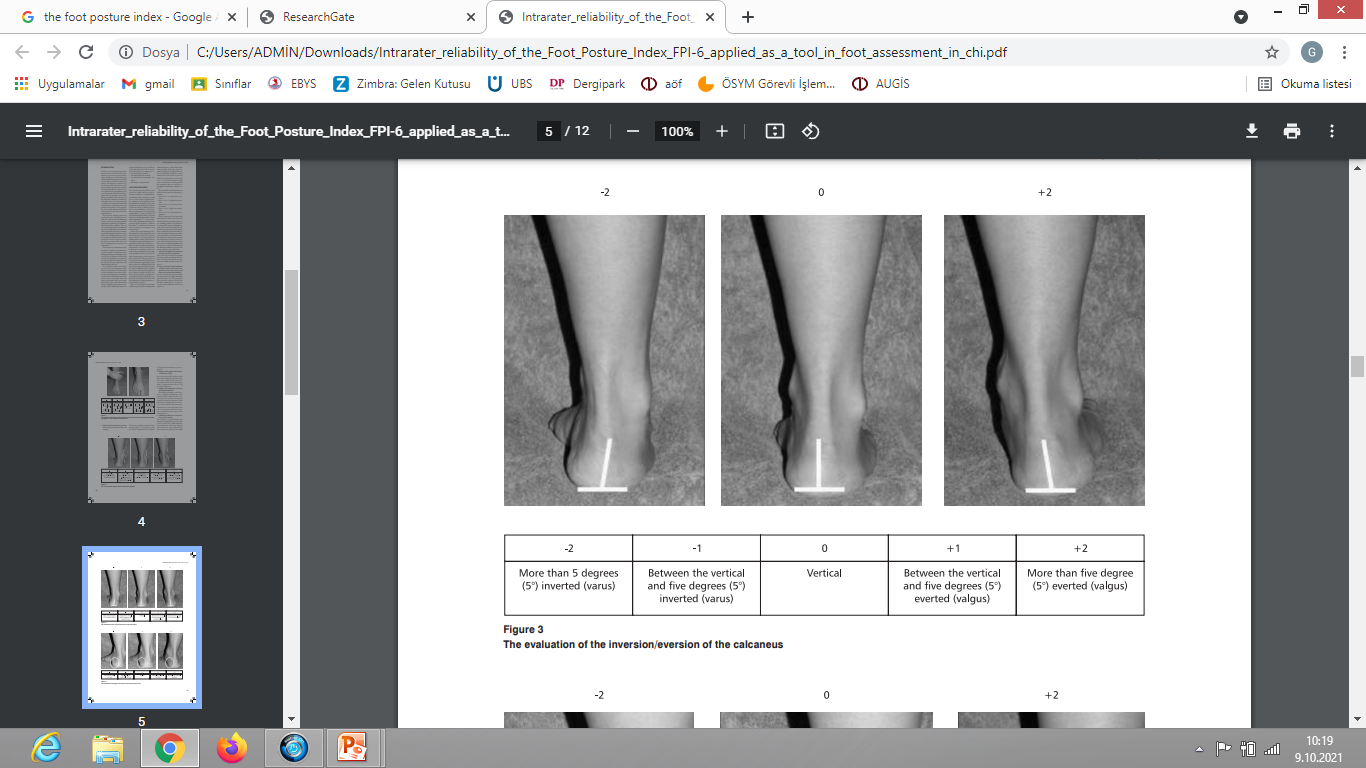 the foot posture index - Google
ResearchGate
Intrarater_reliability_of_the_Foot_
Dosya
C:/Users/ADMİN/Downloads/Intrarater_reliability_of_the_Foot_Posture_Index_FPI-6_applied_as_a_tool_in_foot_assessment_in_chi.pdf
G
Uygulamalar gmail Sınıflar EBYS Zimbra: Gelen Kutusu UBS DP Dergipark aöf ÖSYM Görevli İşlem... AUGİS Okuma listesi
Intrarater_reliability_of_the_Foot_Posture_Index_FPI-6_applied_as_a_t...
5 / 12
100%
3
4
5
-2 0 +2
-2 -1 0 +1 +2
More than 5 degrees (5°) inverted (varus)
Between the vertical and five degrees (5°) inverted (varus)
Vertical
Between the vertical and five degrees (5°) everted (valgus)
More than five degree (5°) everted (valgus)
Figure 3
The evaluation of the inversion/eversion of the calcaneus
-2 0 +2
10:19
9.10.2021